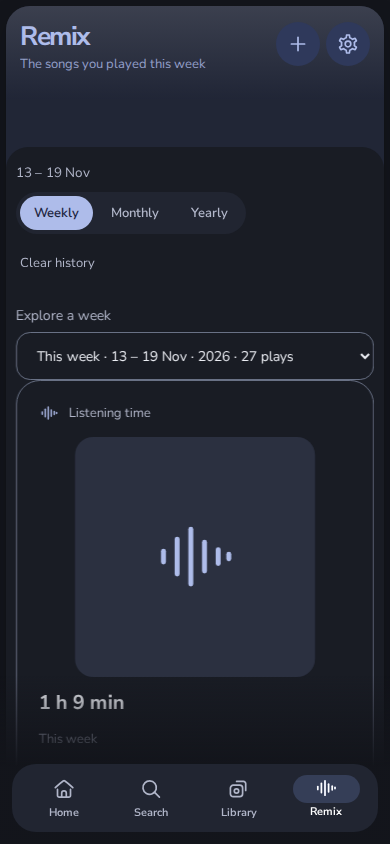 Remix
The songs you played this week
13 – 19 Nov
Weekly
Monthly
Yearly
Clear history
Explore a week
This week · 13 – 19 Nov · 2026 · 27 plays
Listening time
1 h 9 min
This week
Home
Search
Library
Remix